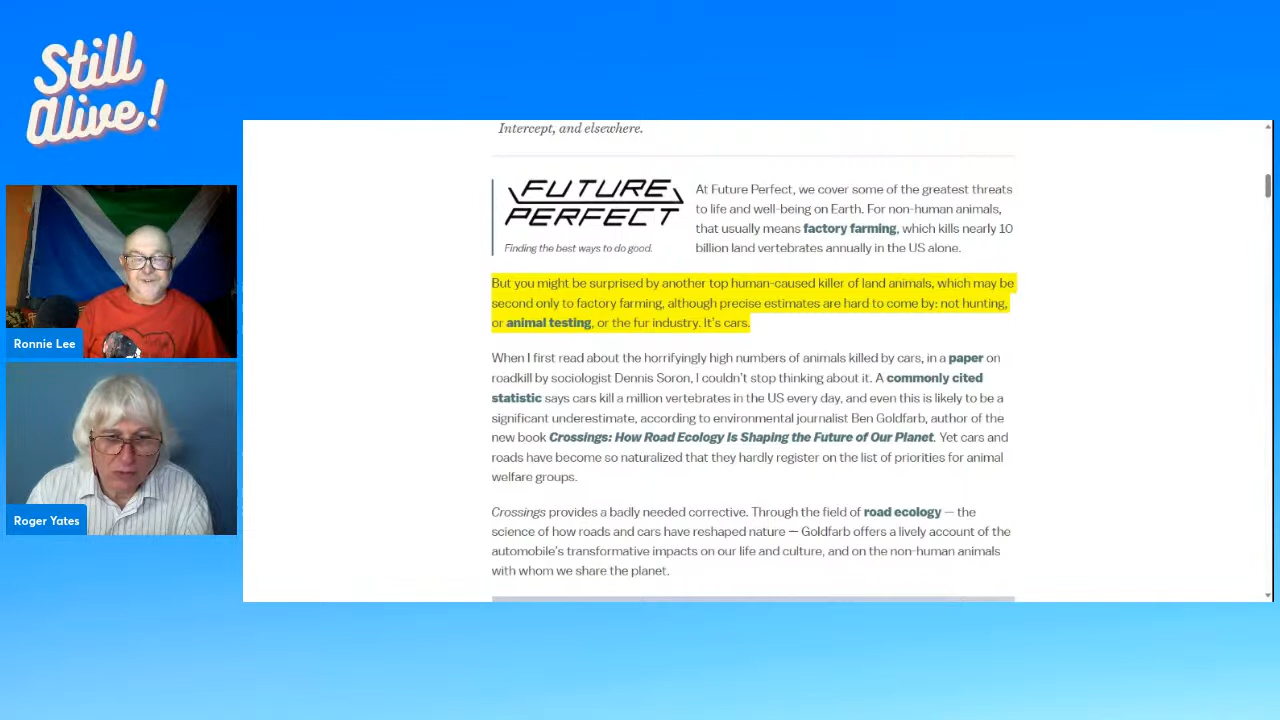 Still
Alive!
Ronnie Lee
Roger Yates
Intercept, and elsewhere.
FUTURE
PERFECT
Finding the best ways to do good.
At Future Perfect, we cover some of the greatest threats
to life and well-being on Earth. For non-human animals,
that usually means factory farming, which kills nearly 10
billion land vertebrates annually in the US alone.
But you might be surprised by another top human-caused killer of land animals, which may be
second only to factory farming, although precise estimates are hard to come by: not hunting,
or animal testing, or the fur industry. It's cars.
When I first read about the horrifyingly high numbers of animals killed by cars, in a paper on
roadkill by sociologist Dennis Soron, I couldn't stop thinking about it. A commonly cited
statistic says cars kill a million vertebrates in the US every day, and even this is likely to be a
significant underestimate, according to environmental journalist Ben Goldfarb, author of the
new book Crossings: How Road Ecology Is Shaping the Future of Our Planet. Yet cars and
roads have become so naturalized that they hardly register on the list of priorities for animal
welfare groups.
Crossings provides a badly needed corrective. Through the field of road ecology — the
science of how roads and cars have reshaped nature — Goldfarb offers a lively account of the
automobile's transformative impacts on our life and culture, and on the non-human animals
with whom we share the planet.